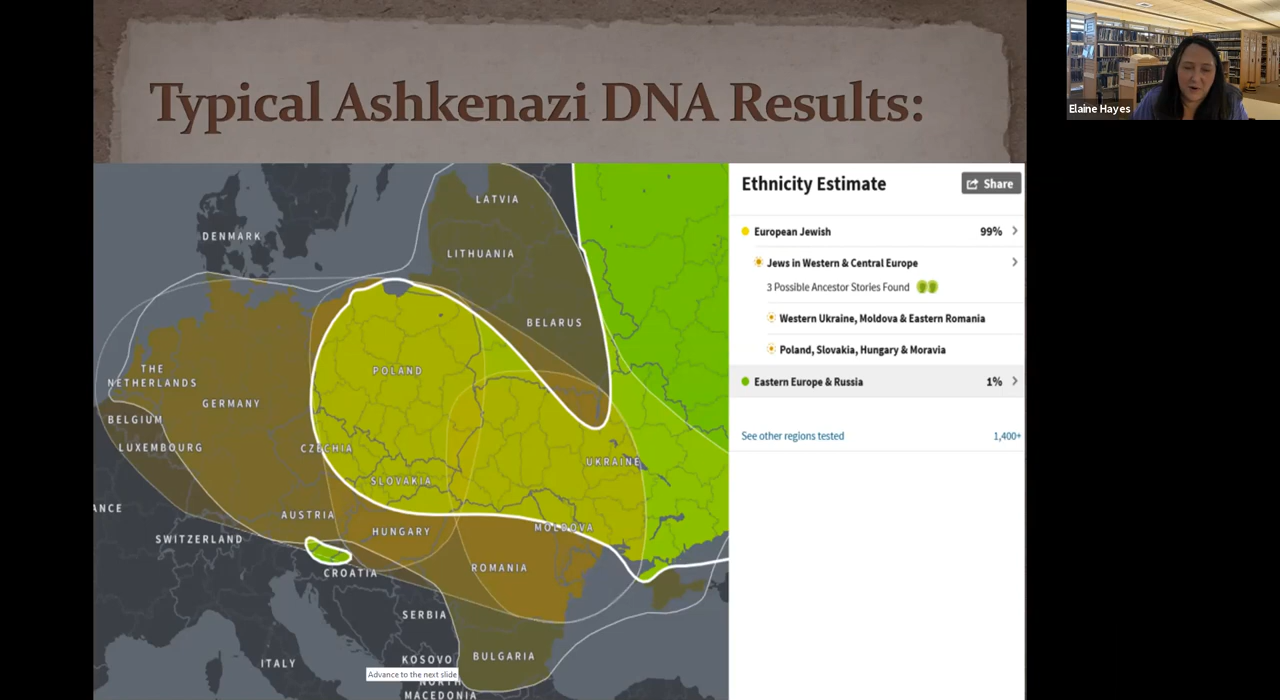 Typical Ashkenazi DNA Results:
Elaine Hayes
LATVIA
DENMARK
LITHUANIA
BELARUS
THE
NETHERLANDS
POLAND
GERMANY
BELGIUM
LUXEMBOURG
CZECHIA
UKRAINE
SLOVAKIA
ANCE
AUSTRIA
HUNGARY
MOLDOVA
SWITZERLAND
CROATIA
ROMANIA
SERBIA
ITALY
KOSOVO
BULGARIA
Advance to the next slide
NORTH
MACEDONIA
Ethnicity Estimate
Share
European Jewish 99%
Jews in Western & Central Europe
3 Possible Ancestor Stories Found
Western Ukraine, Moldova & Eastern Romania
Poland, Slovakia, Hungary & Moravia
Eastern Europe & Russia 1%
See other regions tested 1,400+